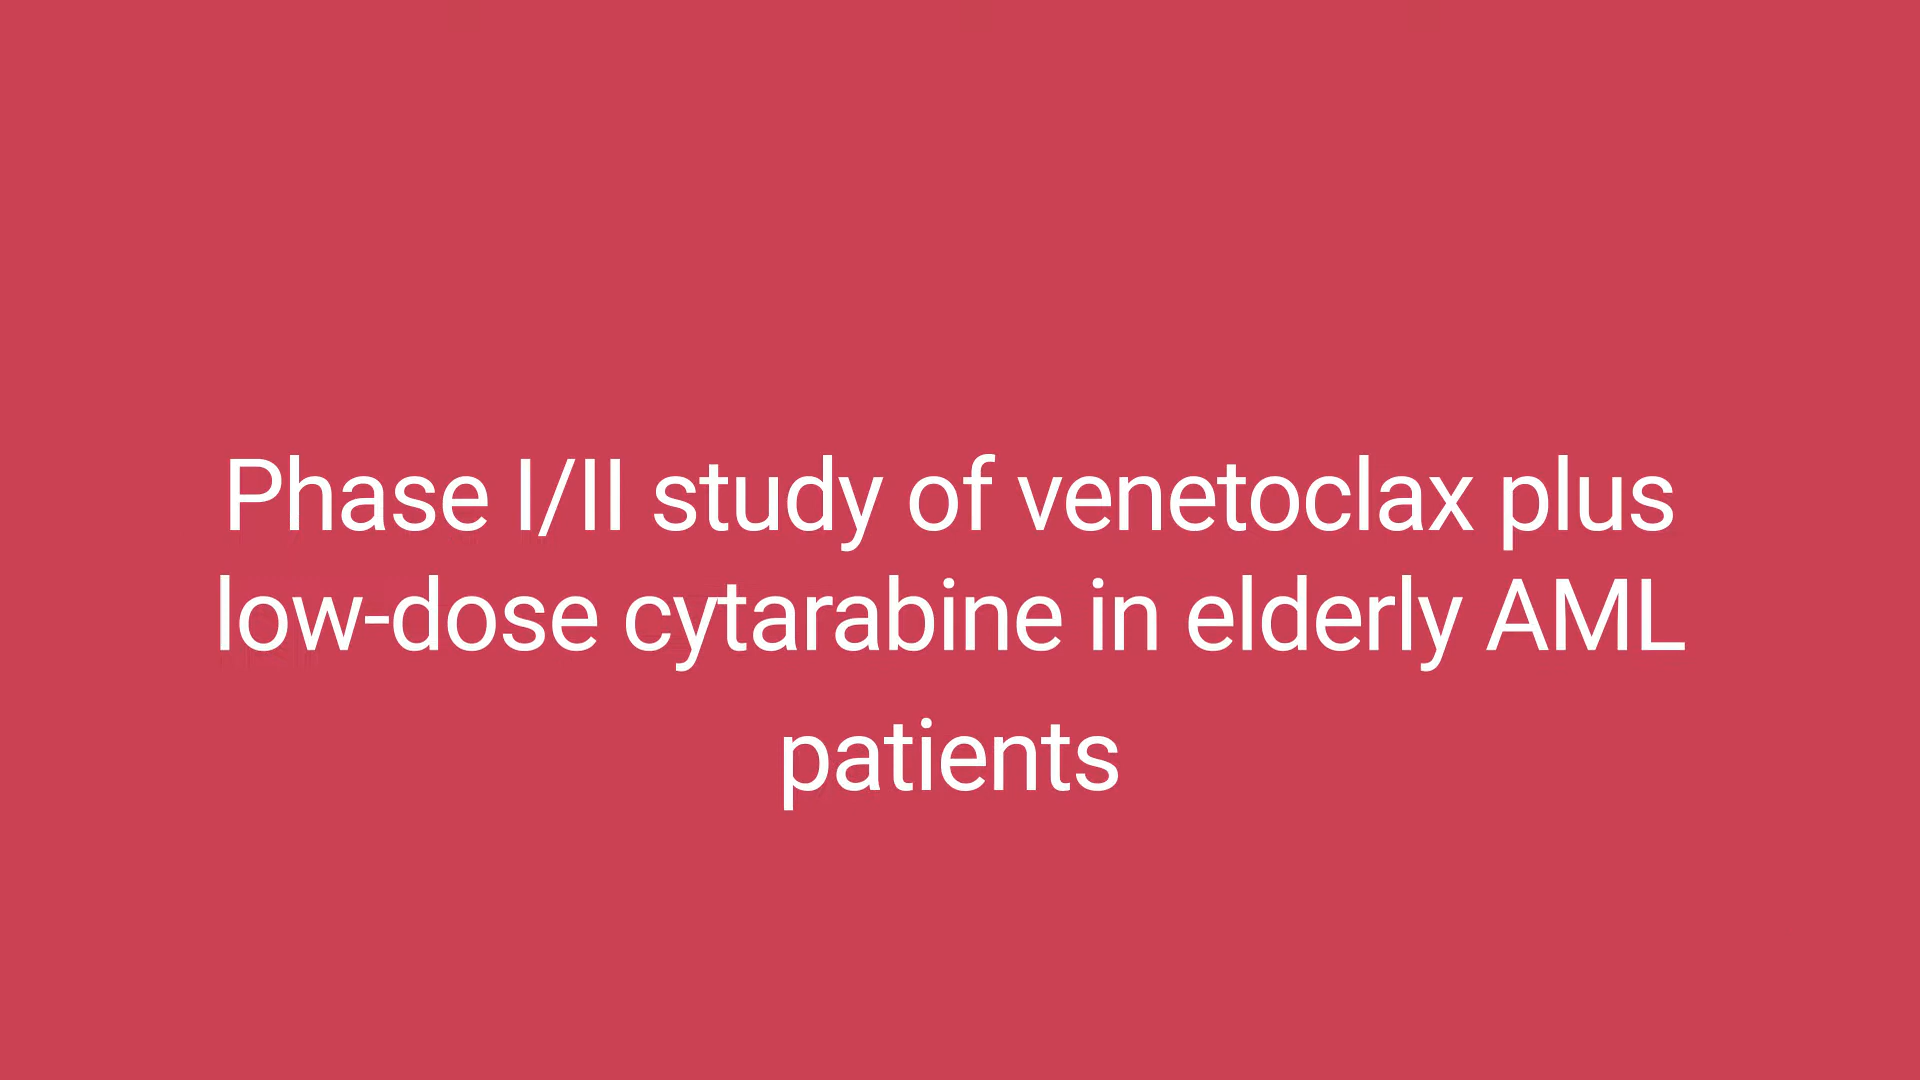 Phase I/II study of venetoclax plus
low-dose cytarabine in elderly AML
patients